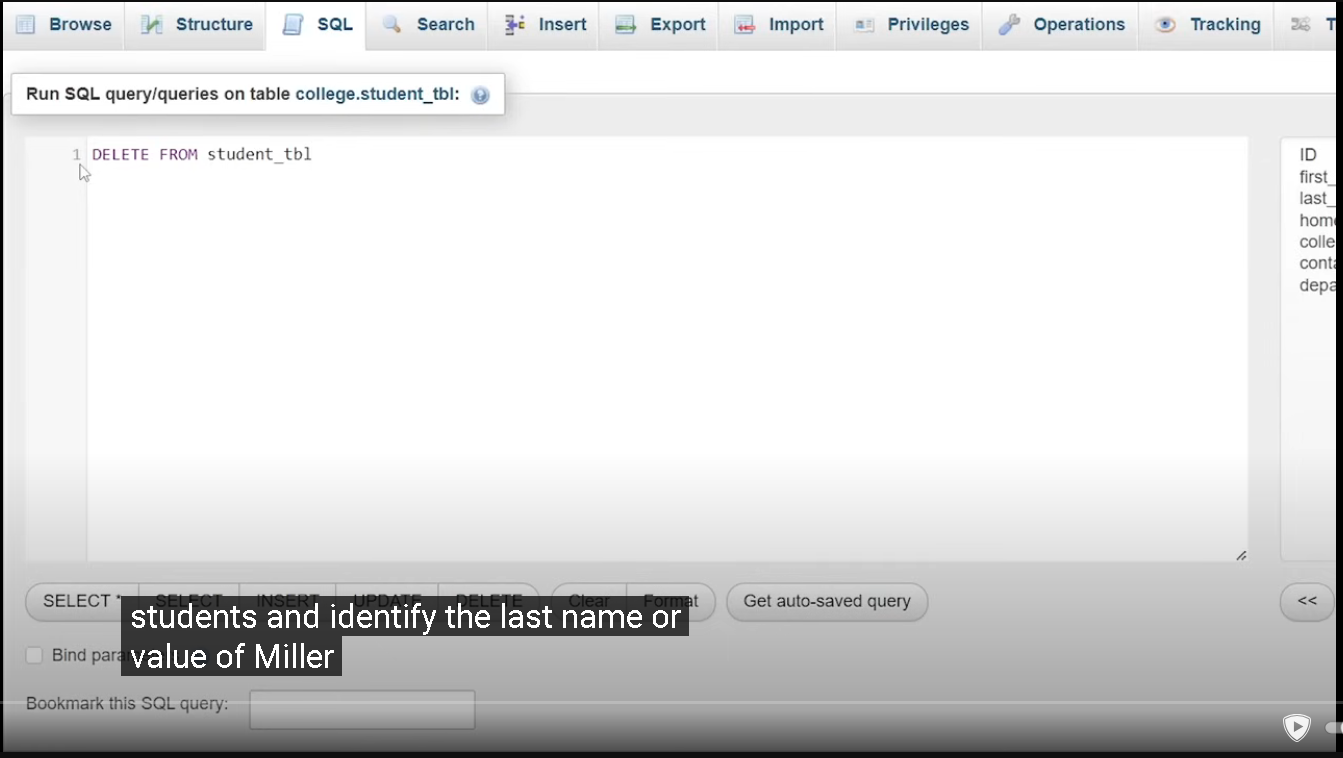 Browse Structure SQL Search Insert Export Import Privileges Operations Tracking T
Run SQL query/queries on table college.student_tbl:
1 DELETE FROM student_tbl
ID
first_
last_
home
colle
conta
depa
SELECT * SELECT INSERT UPDATE DELETE Clear Format Get auto-saved query <<
students and identify the last name or
Bind para
value of Miller
Bookmark this SQL query: